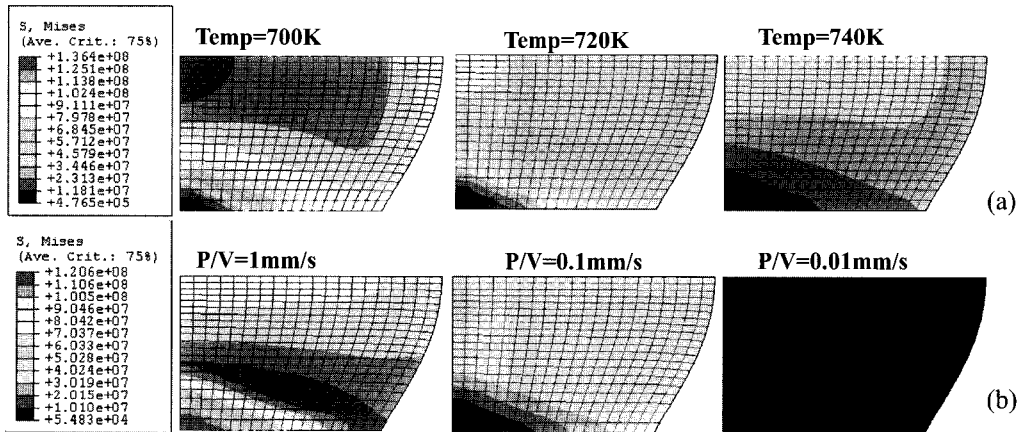 S, Mises
(Ave. Crit.: 75%)
+1.364e+08
+1.251e+08
+1.138e+08
+1.024e+08
+9.111e+07
+7.978e+07
+6.845e+07
+5.712e+07
+4.579e+07
+3.446e+07
+2.313e+07
+1.181e+07
+4.765e+05
Temp=700K
Temp=720K
Temp=740K
(a)
S, Mises
(Ave. Crit.: 75%)
+1.206e+08
+1.106e+08
+1.005e+08
+9.046e+07
+8.042e+07
+7.037e+07
+6.033e+07
+5.028e+07
+4.024e+07
+3.019e+07
+2.015e+07
+1.010e+07
+5.483e+04
P/V=1mm/s
P/V=0.1mm/s
P/V=0.01mm/s
(b)